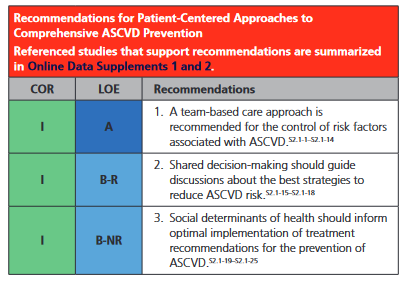 Recommendations for Patient-Centered Approaches to
Comprehensive ASCVD Prevention
Referenced studies that support recommendations are summarized
in Online Data Supplements 1 and 2.
COR LOE Recommendations
I A 1. A team-based care approach is
recommended for the control of risk factors
associated with ASCVD.S2.1-1–S2.1-14
I B-R 2. Shared decision-making should guide
discussions about the best strategies to
reduce ASCVD risk.S2.1-15–S2.1-18
I B-NR 3. Social determinants of health should inform
optimal implementation of treatment
recommendations for the prevention of
ASCVD.S2.1-19–S2.1-25